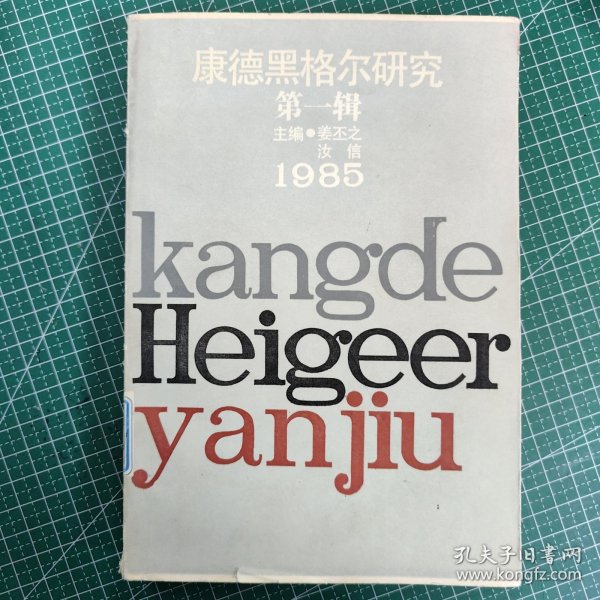 康德黑格尔研究
第一辑
主编●姜丕之
汝信
1985
kangde
Heigeer
yanjiu
孔夫子旧书网
www.kongfz.com